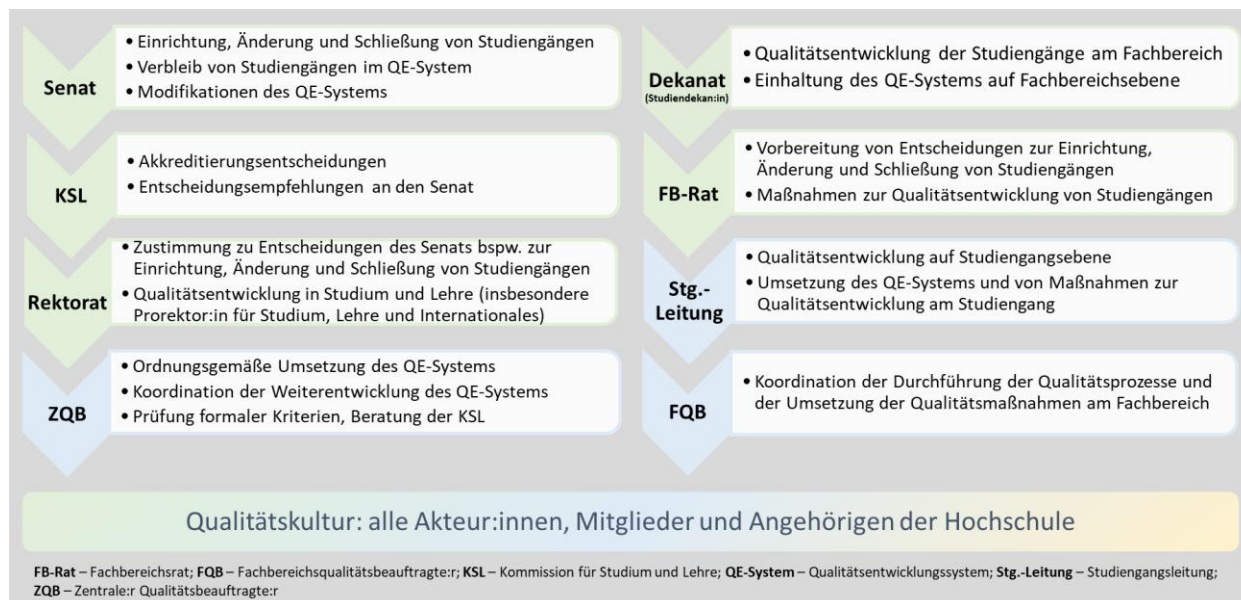 Senat
• Einrichtung, Änderung und Schließung von Studiengängen
• Verbleib von Studiengängen im QE-System
• Modifikationen des QE-Systems
KSL
• Akkreditierungsentscheidungen
• Entscheidungsempfehlungen an den Senat
Rektorat
• Zustimmung zu Entscheidungen des Senats bspw. zur
Einrichtung, Änderung und Schließung von Studiengängen
• Qualitätsentwicklung in Studium und Lehre (insbesondere
Prorektor:in für Studium, Lehre und Internationales)
ZQB
• Ordnungsgemäße Umsetzung des QE-Systems
• Koordination der Weiterentwicklung des QE-Systems
• Prüfung formaler Kriterien, Beratung der KSL
Dekanat
(Studiendekan:in)
• Qualitätsentwicklung der Studiengänge am Fachbereich
• Einhaltung des QE-Systems auf Fachbereichsebene
FB-Rat
• Vorbereitung von Entscheidungen zur Einrichtung,
Änderung und Schließung von Studiengängen
• Maßnahmen zur Qualitätsentwicklung von Studiengängen
Stg.-
Leitung
• Qualitätsentwicklung auf Studiengangsebene
• Umsetzung des QE-Systems und von Maßnahmen zur
Qualitätsentwicklung am Studiengang
FQB
• Koordination der Durchführung der Qualitätsprozesse und
der Umsetzung der Qualitätsmaßnahmen am Fachbereich
Qualitätskultur: alle Akteur:innen, Mitglieder und Angehörigen der Hochschule
FB-Rat – Fachbereichsrat; FQB – Fachbereichsqualitätsbeauftragte:r; KSL – Kommission für Studium und Lehre; QE-System – Qualitätsentwicklungssystem; Stg.-Leitung – Studiengangsleitung;
ZQB – Zentrale:r Qualitätsbeauftragte:r